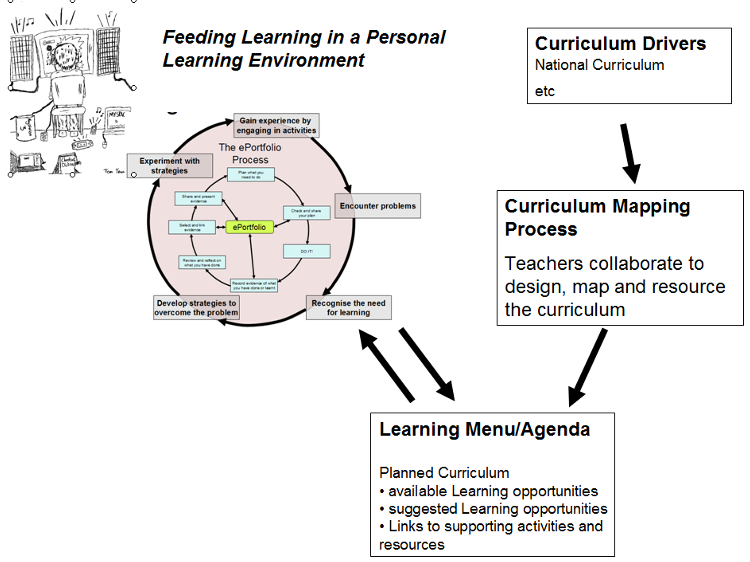 Feeding Learning in a Personal
Learning Environment
Curriculum Drivers
National Curriculum
etc
Gain experience by
engaging in activities
The ePortfolio
Process
Experiment with
strategies
Plan what you
need to do
Share and present
evidence
Check and share
your plan
Encounter problems
Select and link
evidence
ePortfolio
DO IT!
Review and reflect on
what you have done
Record evidence of what
you have done or learnt
Develop strategies to
overcome the problem
Recognise the need
for learning
Curriculum Mapping
Process
Teachers collaborate to
design, map and resource
the curriculum
Learning Menu/Agenda
Planned Curriculum
• available Learning opportunities
• suggested Learning opportunities
• Links to supporting activities and
resources